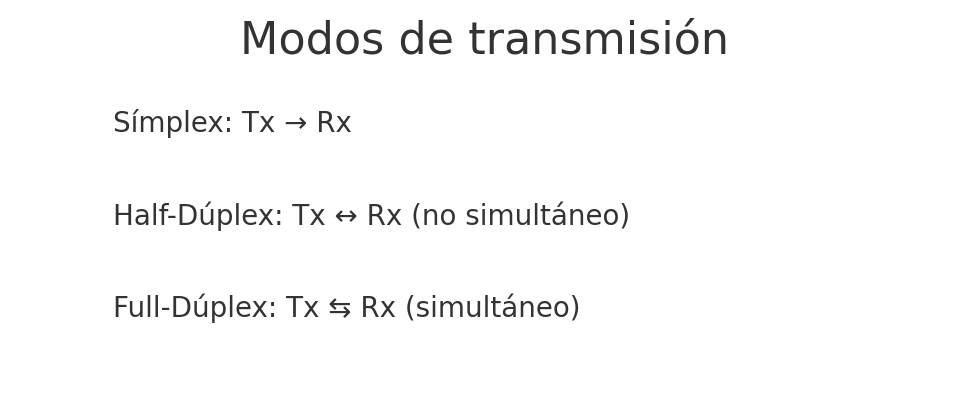 Modos de transmisión
Símplex: Tx → Rx
Half-Dúplex: Tx ↔ Rx (no simultáneo)
Full-Dúplex: Tx ⇆ Rx (simultáneo)